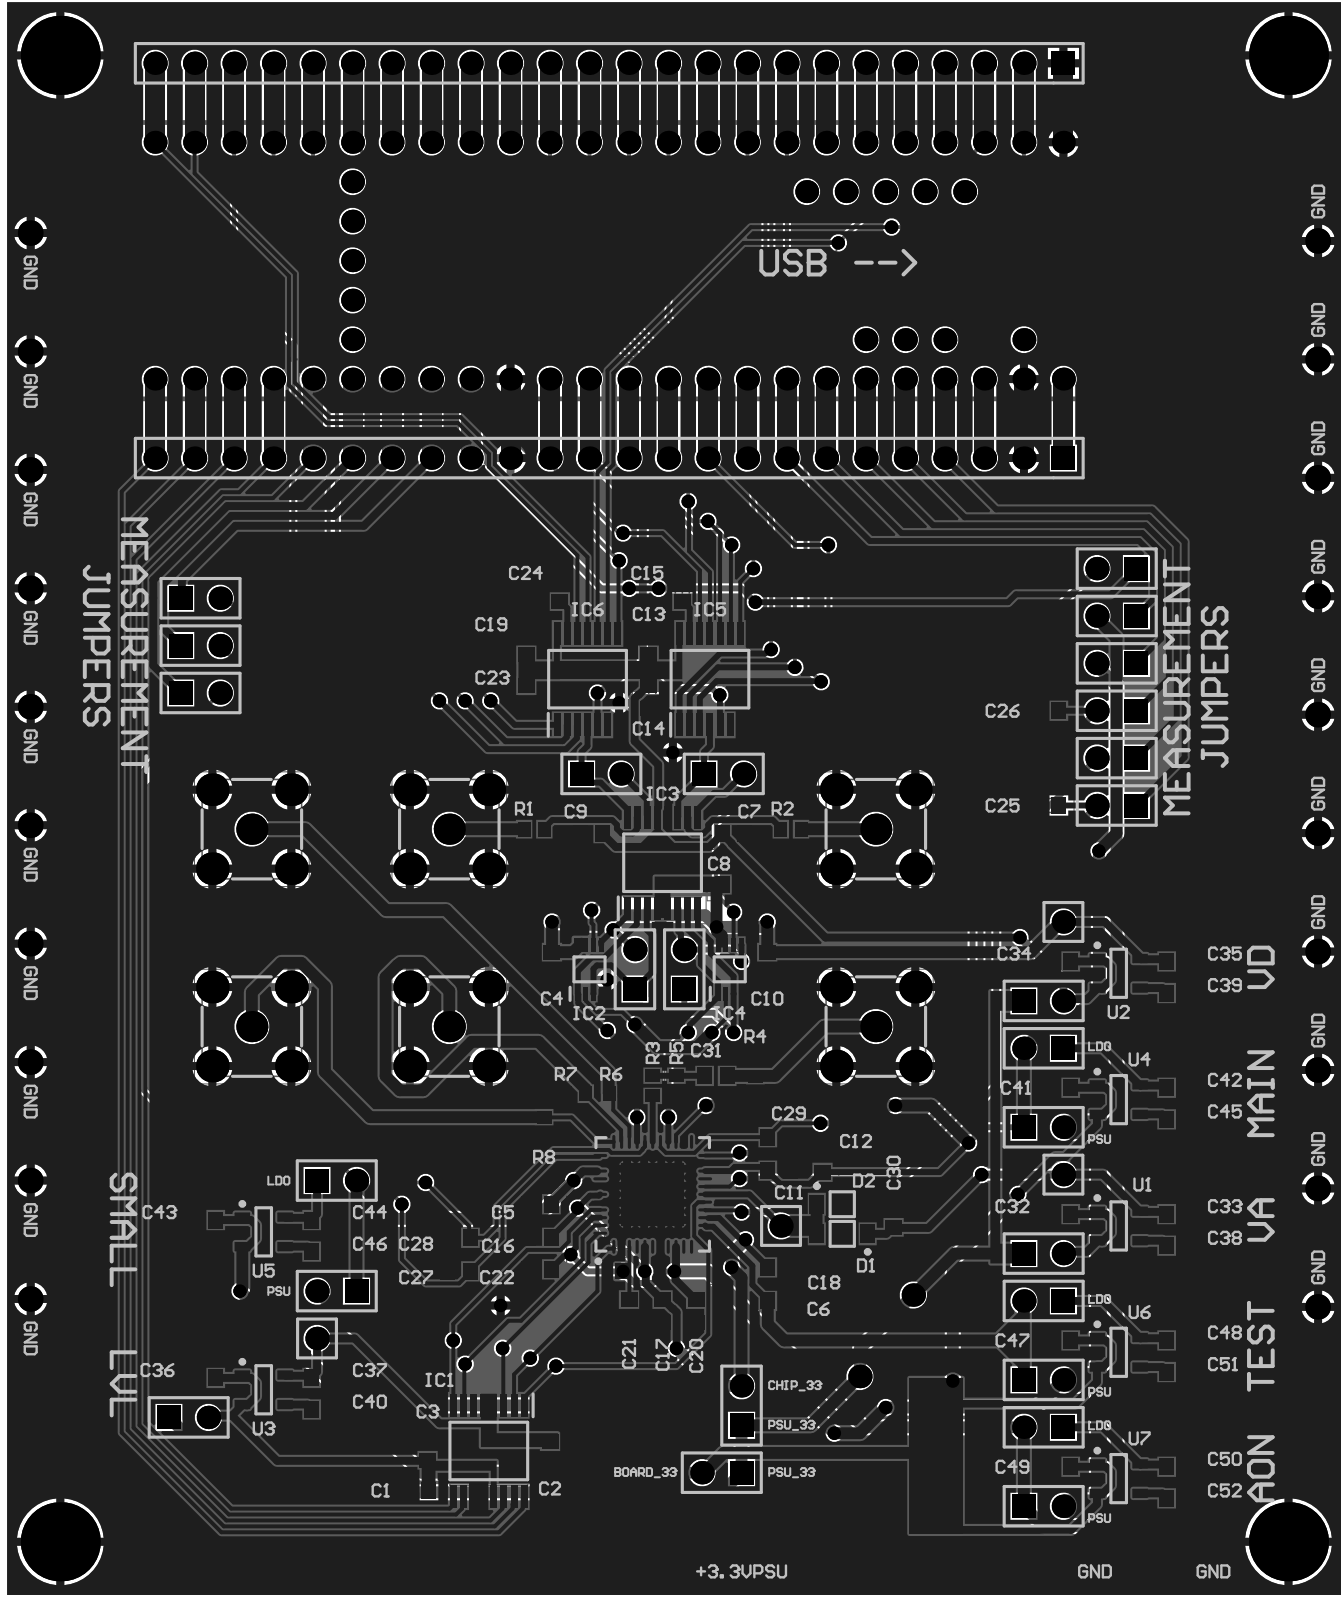 GND
GND
USB -->
GND
GND
GND
GND
GND
GND
MEASUREMENT
JUMPERS
C24
C15
GND
GND
IC6
C13
IC5
MEASUREMENT
JUMPERS
C19
C23
C26
GND
GND
C14
IC3
R1
C9
C7
R2
C25
GND
GND
C8
C34
C35
VD
C39
GND
GND
C4
C10
IC2
IC4
U2
R4
R3
R5
C31
LDO
U4
GND
GND
R7
R6
C41
C42
MAIN
C45
C29
C12
PSU
R8
C30
GND
GND
SMALL
LVL
LDO
C43
C44
C5
C11
D2
C32
U1
C33
VA
C46
C28
C16
C38
U5
C27
C22
D1
PSU
C18
C6
LDO
U6
GND
GND
C47
C48
TEST
C51
C21
C17
C20
C36
C37
IC1
CHIP_33
PSU
C40
C3
U3
PSU_33
LDO
U7
C49
C50
AON
BOARD_33
PSU_33
C1
C2
C52
PSU
+3.3VPSU
GND
GND